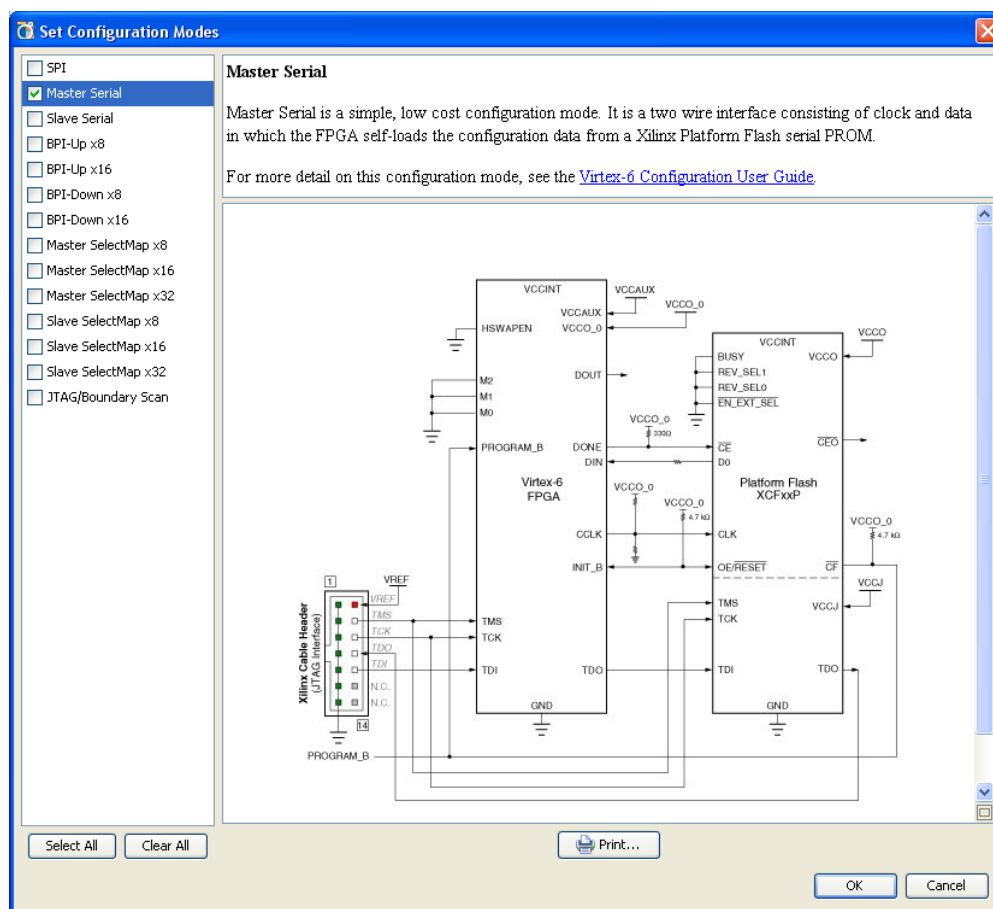 Set Configuration Modes
SPI
Master Serial
Slave Serial
BPI-Up x8
BPI-Up x16
BPI-Down x8
BPI-Down x16
Master SelectMap x8
Master SelectMap x16
Master SelectMap x32
Slave SelectMap x8
Slave SelectMap x16
Slave SelectMap x32
JTAG/Boundary Scan
Select All
Clear All
Master Serial
Master Serial is a simple, low cost configuration mode. It is a two wire interface consisting of clock and data
in which the FPGA self-loads the configuration data from a Xilinx Platform Flash serial PROM.
For more detail on this configuration mode, see the Virtex-6 Configuration User Guide.
VCCINT
VCCAUX
VCCAUX
VCCO_0
VCCO_0
HSWAPEN
DOUT
M2
M1
M0
PROGRAM_B
DONE
DIN
Virtex-6
FPGA
CCLK
INIT_B
TMS
TCK
TDI
TDO
GND
VCCO_0
330Ω
VCCO_0
VCCO_0
4.7 kΩ
VCCINT
VCCO
VCCO
BUSY
REV_SEL1
REV_SEL0
EN_EXT_SEL
CE
CEO
D0
Platform Flash
XCFxxP
VCCO_0
4.7 kΩ
CLK
OE/RESET
CF
VCCJ
VCCJ
TMS
TCK
TDI
TDO
GND
1
VREF
VREF
TMS
TCK
TDO
TDI
N.C.
N.C.
14
Xilinx Cable Header
(JTAG Interface)
PROGRAM_B
Print...
OK
Cancel